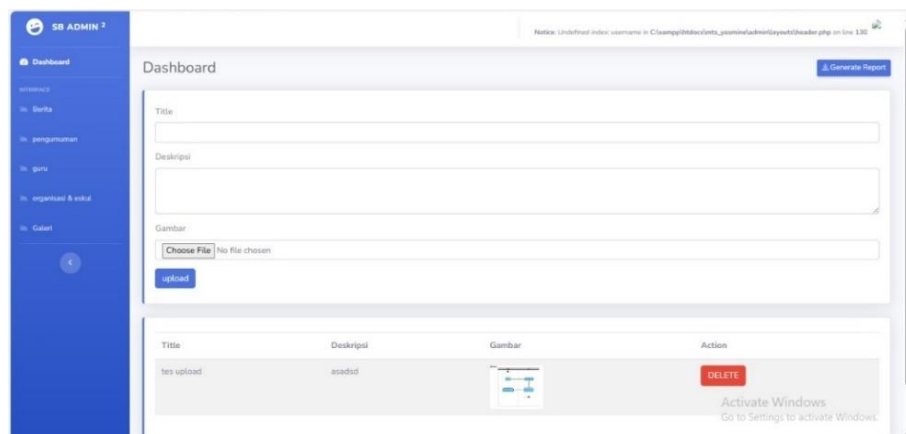 SB ADMIN 2
Notice: Undefined index: username in C:\xampp\htdocs\mts_yasmine\admin\layouts\header.php on line 130
Dashboard
Dashboard
Generate Report
INTERFACE
Berita
pengumuman
guru
organisasi & eskul
Galeri
Title
Deskripsi
Gambar
Choose File No file chosen
upload
Title Deskripsi Gambar Action
tes upload asadsd DELETE
Activate Windows
Go to Settings to activate Windows.